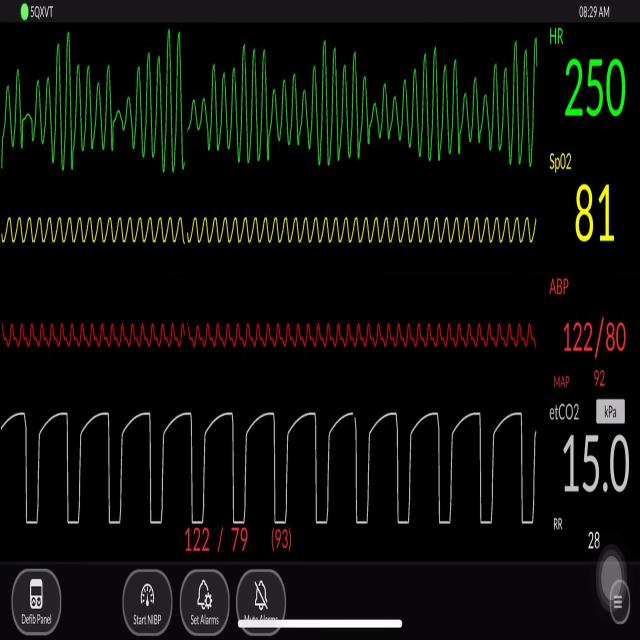 5QXVT
08:29 AM
HR
250
SpO2
81
ABP
122/80
MAP 92
etCO2 kPa
15.0
RR
28
122 / 79 (93)
Defib Panel
Start NIBP
Set Alarms
Mute Alarms